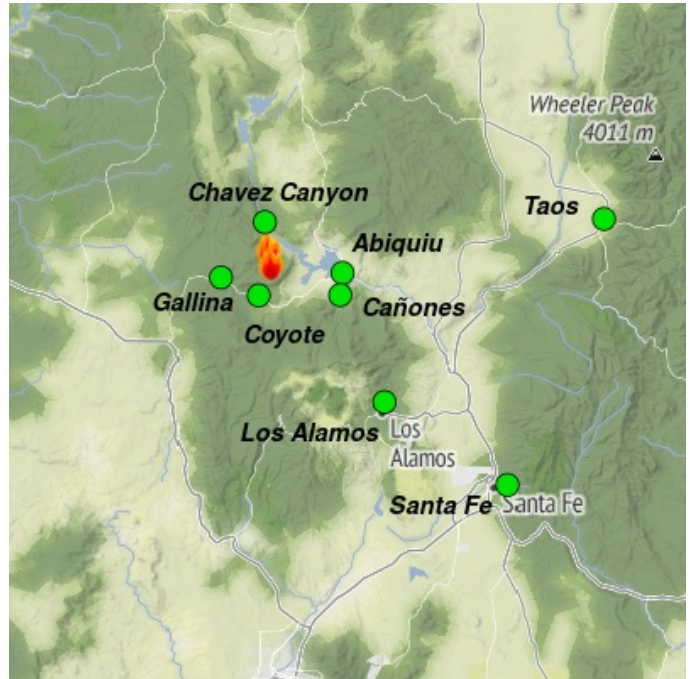 Wheeler Peak
4011 m
Chavez Canyon
Taos
Abiquiu
Gallina
Cañones
Coyote
Los Alamos
Los
Alamos
Santa Fe
Santa Fe